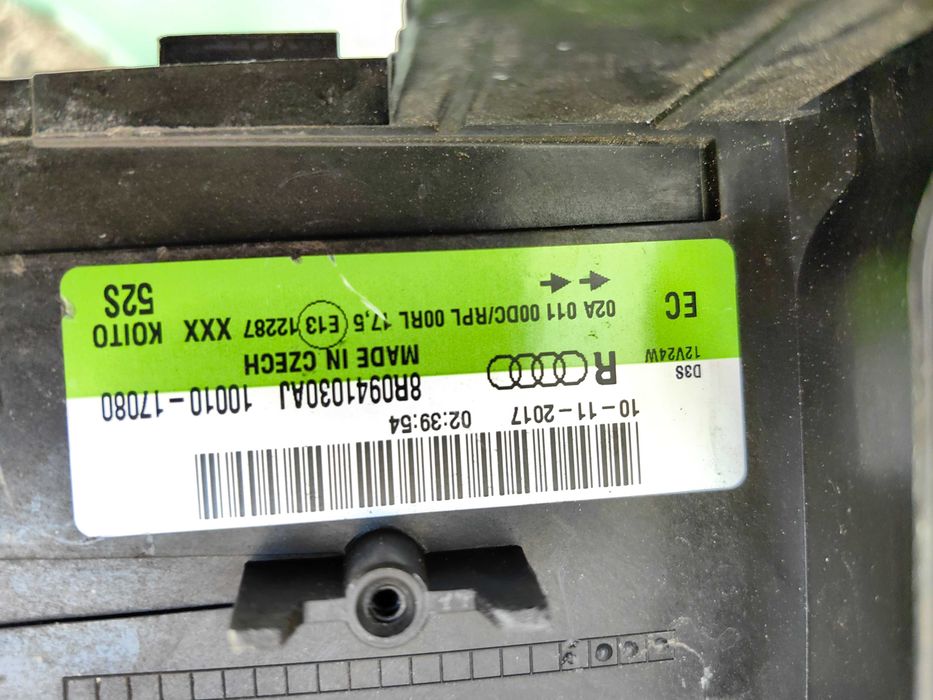 10-11-2017 02:39:54
D3S
12V24W
R 8R0941030AJ 10010-17080
MADE IN CZECH
02A 011 00DC/RPL 00RL 17,5 E13 12287 XXX KOITO
EC 52S